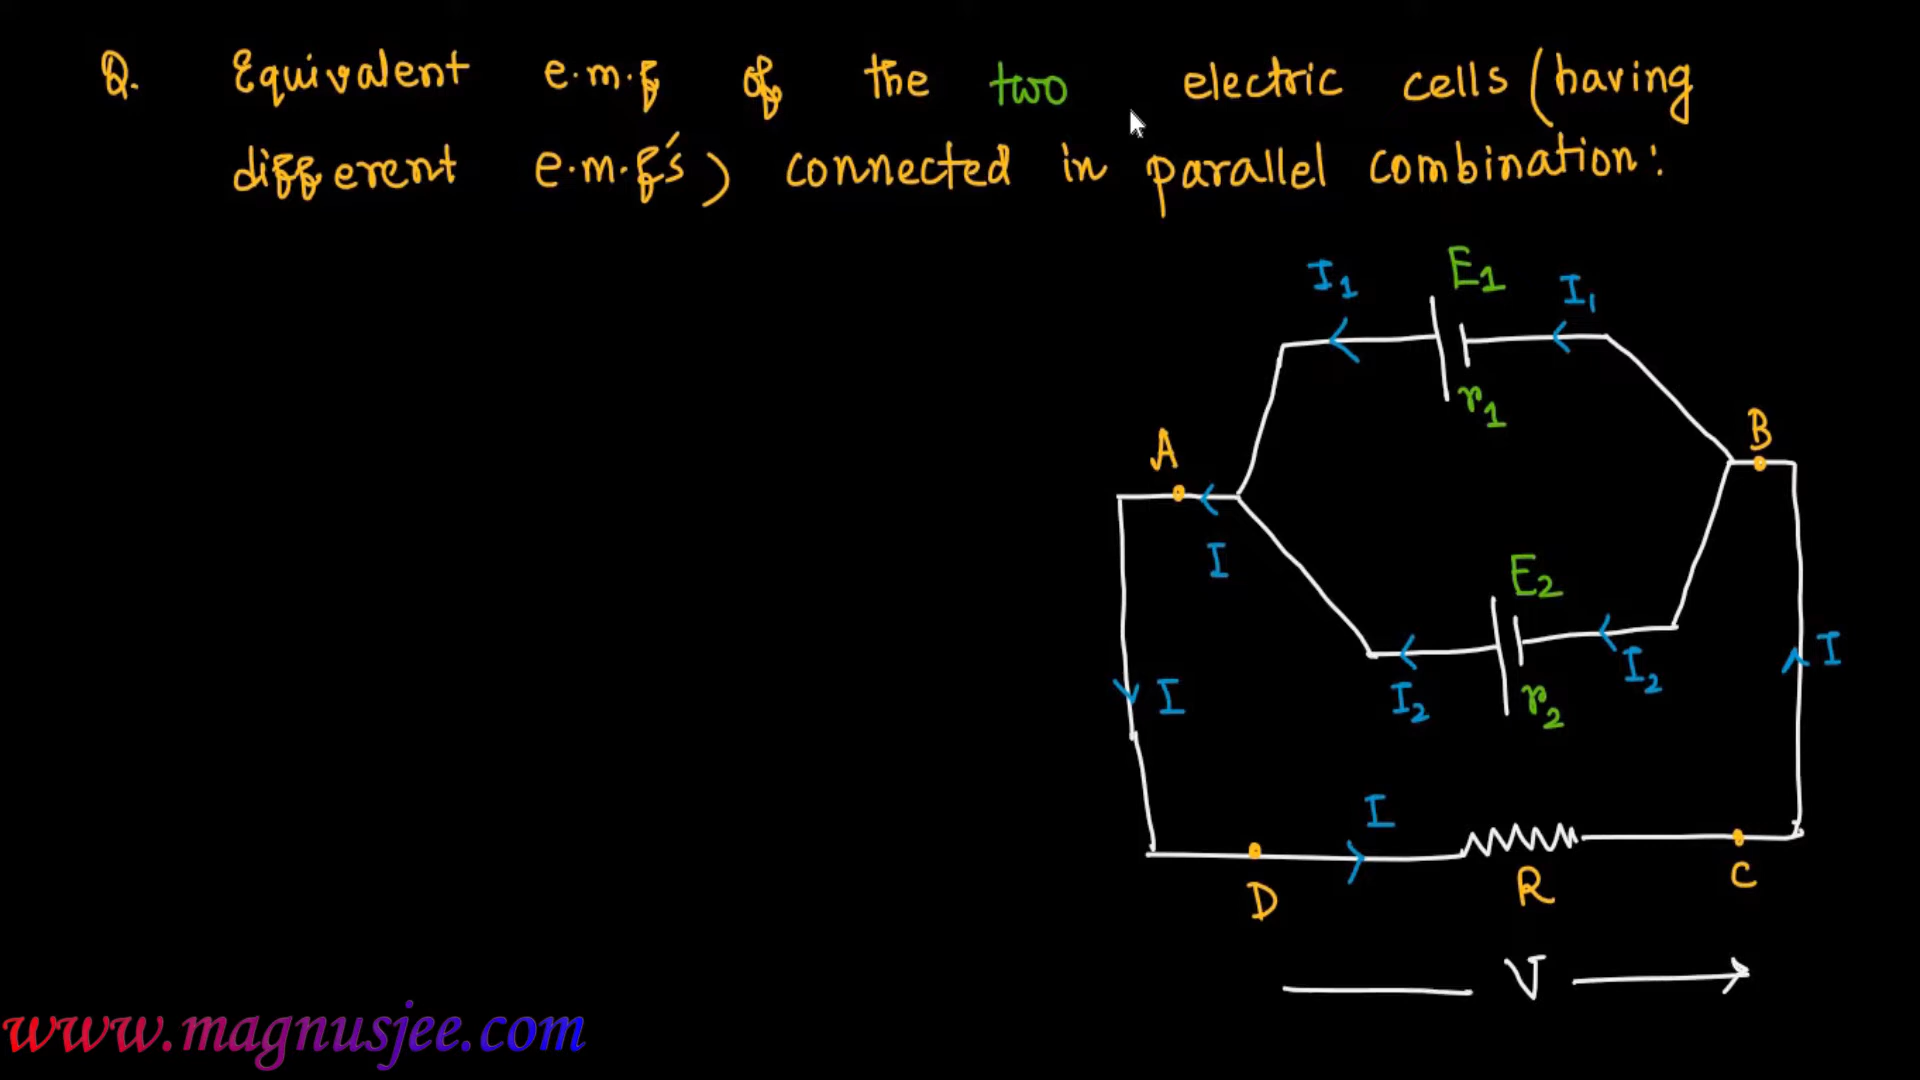 Q. Equivalent e.m.f of the two electric cells (having
different e.m.f's) connected in parallel combination:
E1
I1
I1
r1
B
A
I
E2
I
I2
I2
r2
I
I
R
C
D
V
www.magnusjee.com